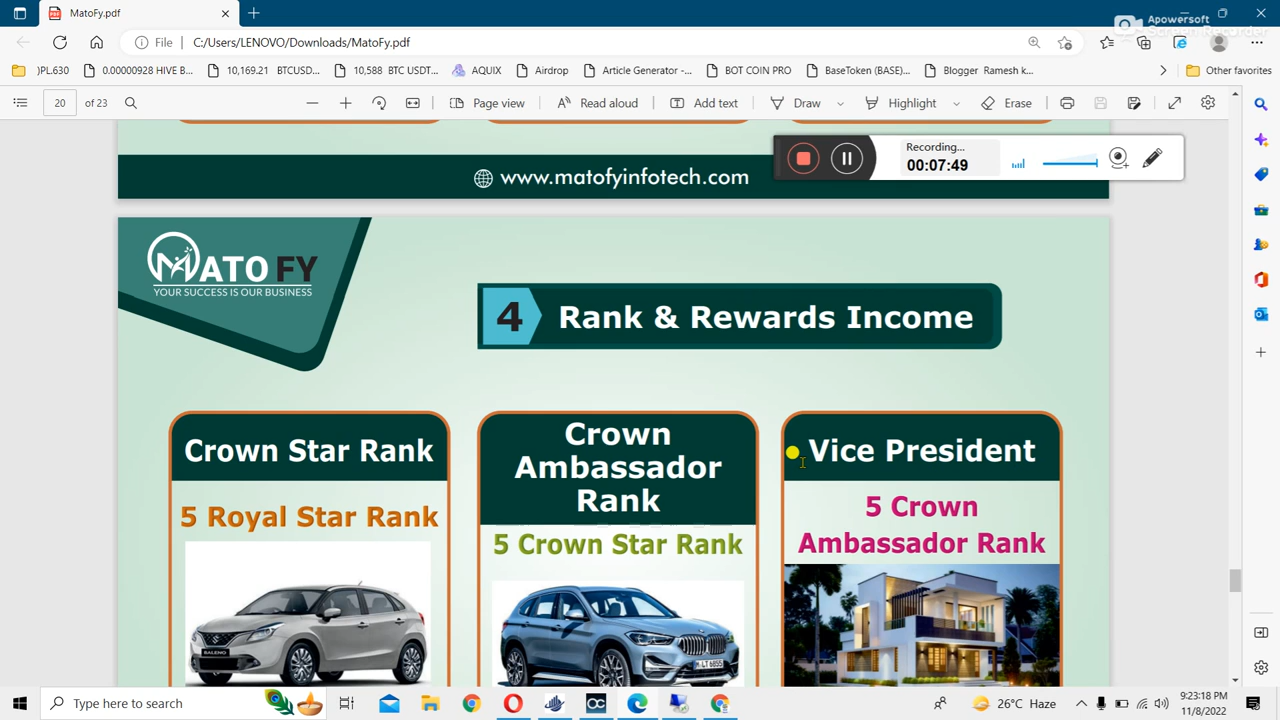 MatoFy.pdf
File
C:/Users/LENOVO/Downloads/MatoFy.pdf
Apowersoft
Screen Recorder
)PL.630
0.00000928 HIVE B...
10,169.21 BTCUSD...
10,588 BTC USDT...
AQUIX
Airdrop
Article Generator -...
BOT COIN PRO
BaseToken (BASE)...
Blogger Ramesh k...
Other favorites
20
of 23
Page view
Read aloud
Add text
Draw
Highlight
Erase
Recording...
00:07:49
www.matofyinfotech.com
MATO FY
YOUR SUCCESS IS OUR BUSINESS
4
Rank & Rewards Income
Crown Star Rank
5 Royal Star Rank
BALENO
Crown
Ambassador
Rank
5 Crown Star Rank
Vice President
5 Crown
Ambassador Rank
Type here to search
26°C Haze
9:23:18 PM
11/8/2022